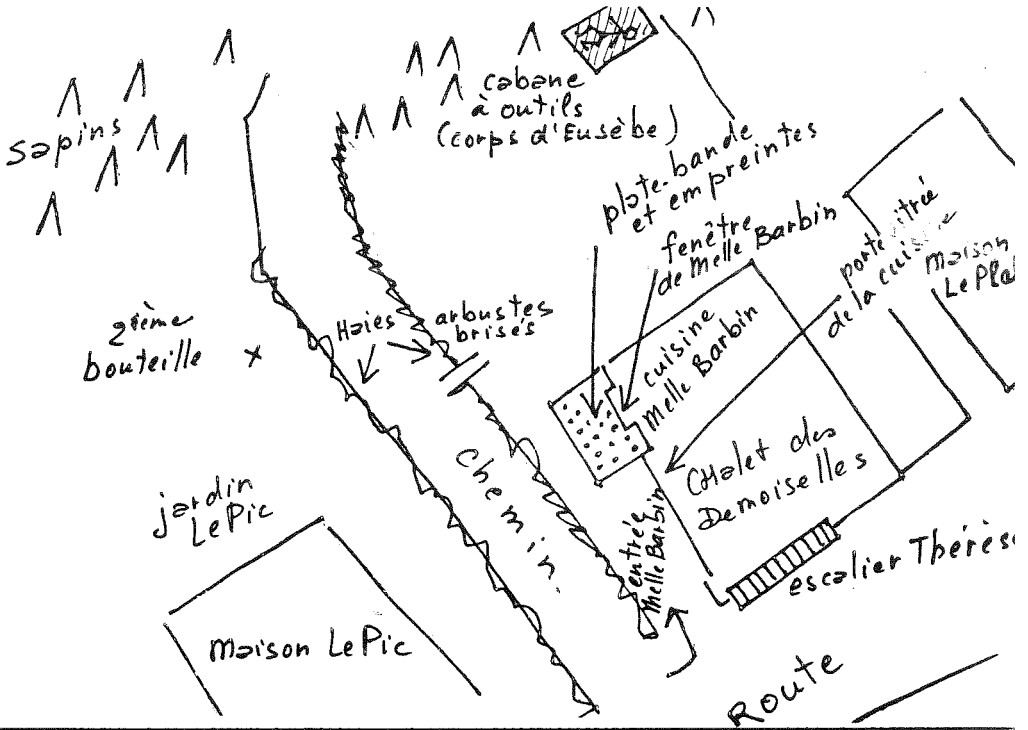 sapins
cabane
à outils
(corps d'Eusèbe)
plate-bande
et empreintes
fenêtre
de Melle Barbin
porte vitrée
de la cuisine
maison
2ième
bouteille
Haies
arbustes
brisés
cuisine
Melle Barbin
Chemin
CHalet des
Demoiselles
jardin
LePic
entrée
Melle Barbin
escalier Thérèse
Maison LePic
ROUTE